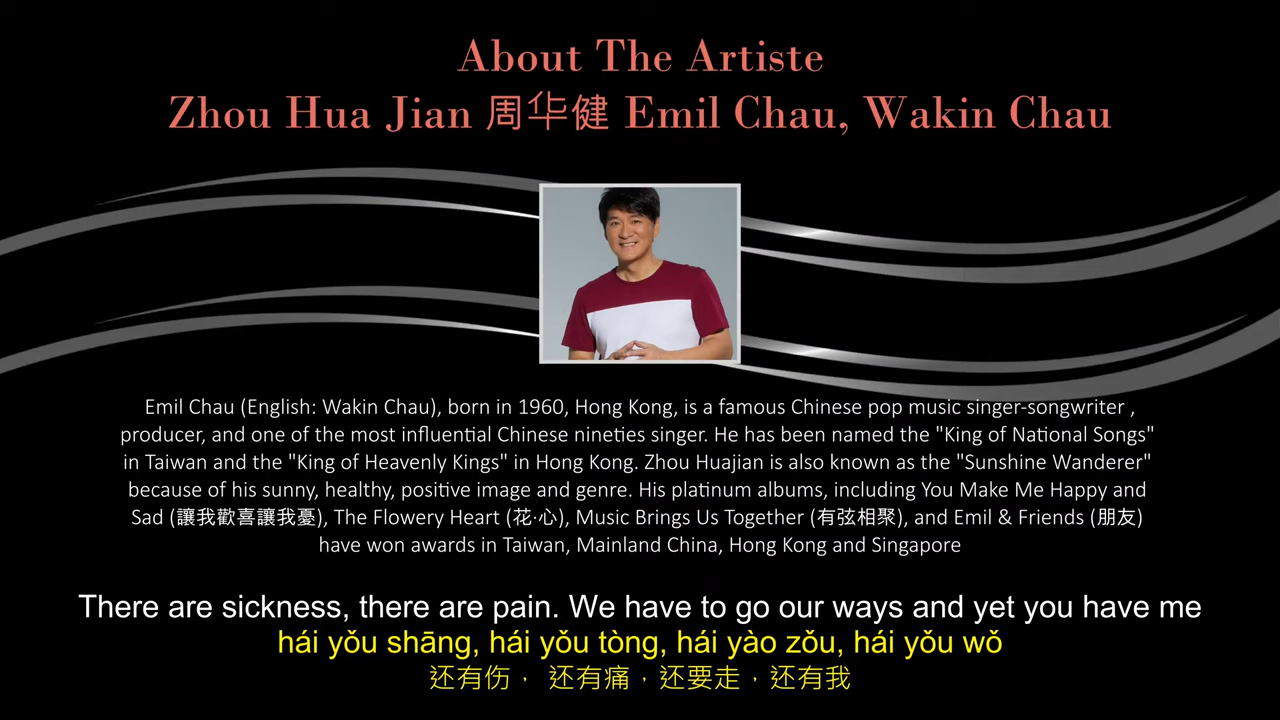 About The Artiste
Zhou Hua Jian 周华健 Emil Chau, Wakin Chau
Emil Chau (English: Wakin Chau), born in 1960, Hong Kong, is a famous Chinese pop music singer-songwriter ,
producer, and one of the most influential Chinese nineties singer. He has been named the "King of National Songs"
in Taiwan and the "King of Heavenly Kings" in Hong Kong. Zhou Huajian is also known as the "Sunshine Wanderer"
because of his sunny, healthy, positive image and genre. His platinum albums, including You Make Me Happy and
Sad (讓我歡喜讓我憂), The Flowery Heart (花·心), Music Brings Us Together (有弦相聚), and Emil & Friends (朋友)
have won awards in Taiwan, Mainland China, Hong Kong and Singapore
There are sickness, there are pain. We have to go our ways and yet you have me
hái yǒu shāng, hái yǒu tòng, hái yào zǒu, hái yǒu wǒ
还有伤， 还有痛，还要走，还有我